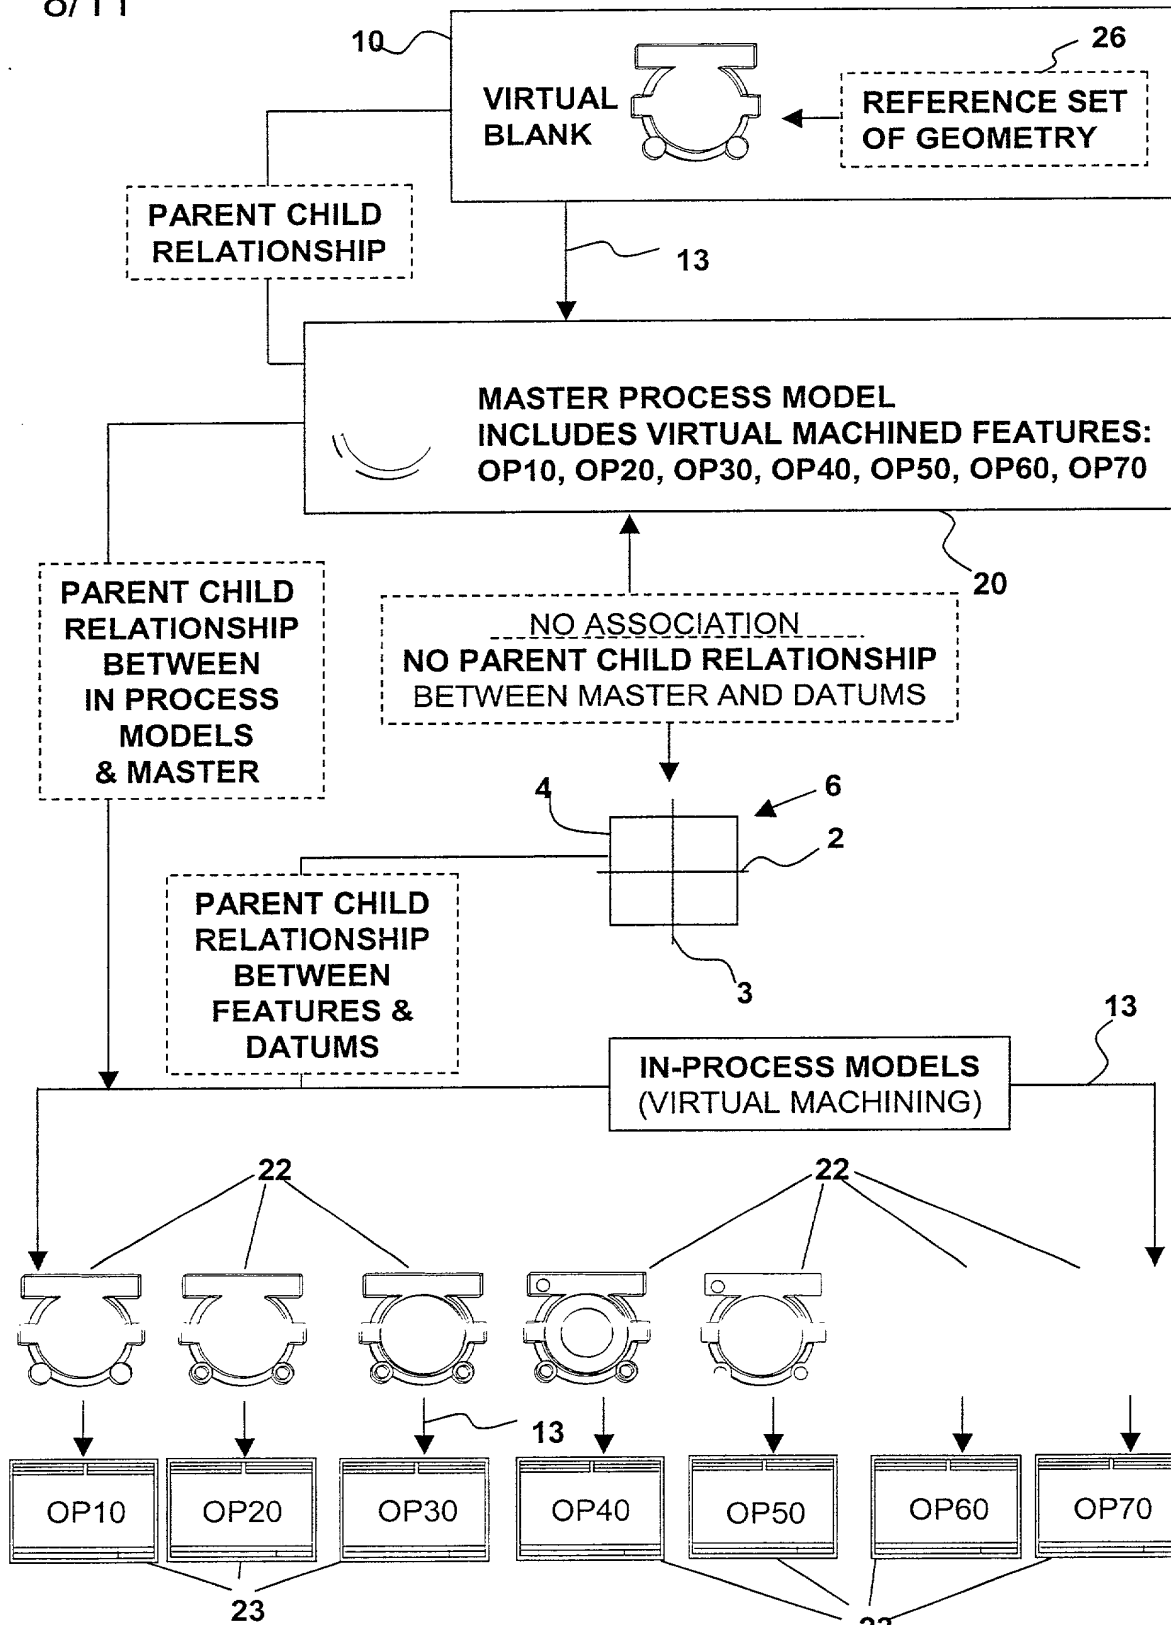 8/11
10
26
VIRTUAL
BLANK
REFERENCE SET
OF GEOMETRY
PARENT CHILD
RELATIONSHIP
13
MASTER PROCESS MODEL
INCLUDES VIRTUAL MACHINED FEATURES:
OP10, OP20, OP30, OP40, OP50, OP60, OP70
20
PARENT CHILD
RELATIONSHIP
BETWEEN
IN PROCESS
MODELS
& MASTER
NO ASSOCIATION
NO PARENT CHILD RELATIONSHIP
BETWEEN MASTER AND DATUMS
4
6
2
3
PARENT CHILD
RELATIONSHIP
BETWEEN
FEATURES &
DATUMS
13
IN-PROCESS MODELS
(VIRTUAL MACHINING)
22
22
13
OP10
OP20
OP30
OP40
OP50
OP60
OP70
23